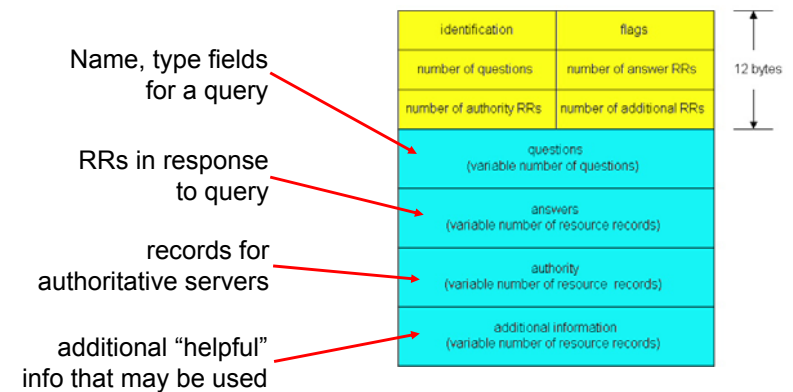 identification
flags
number of questions
number of answer RRs
number of authority RRs
number of additional RRs
12 bytes
Name, type fields
for a query
questions
(variable number of questions)
RRs in response
to query
answers
(variable number of resource records)
records for
authoritative servers
authority
(variable number of resource records)
additional “helpful”
info that may be used
additional information
(variable number of resource records)